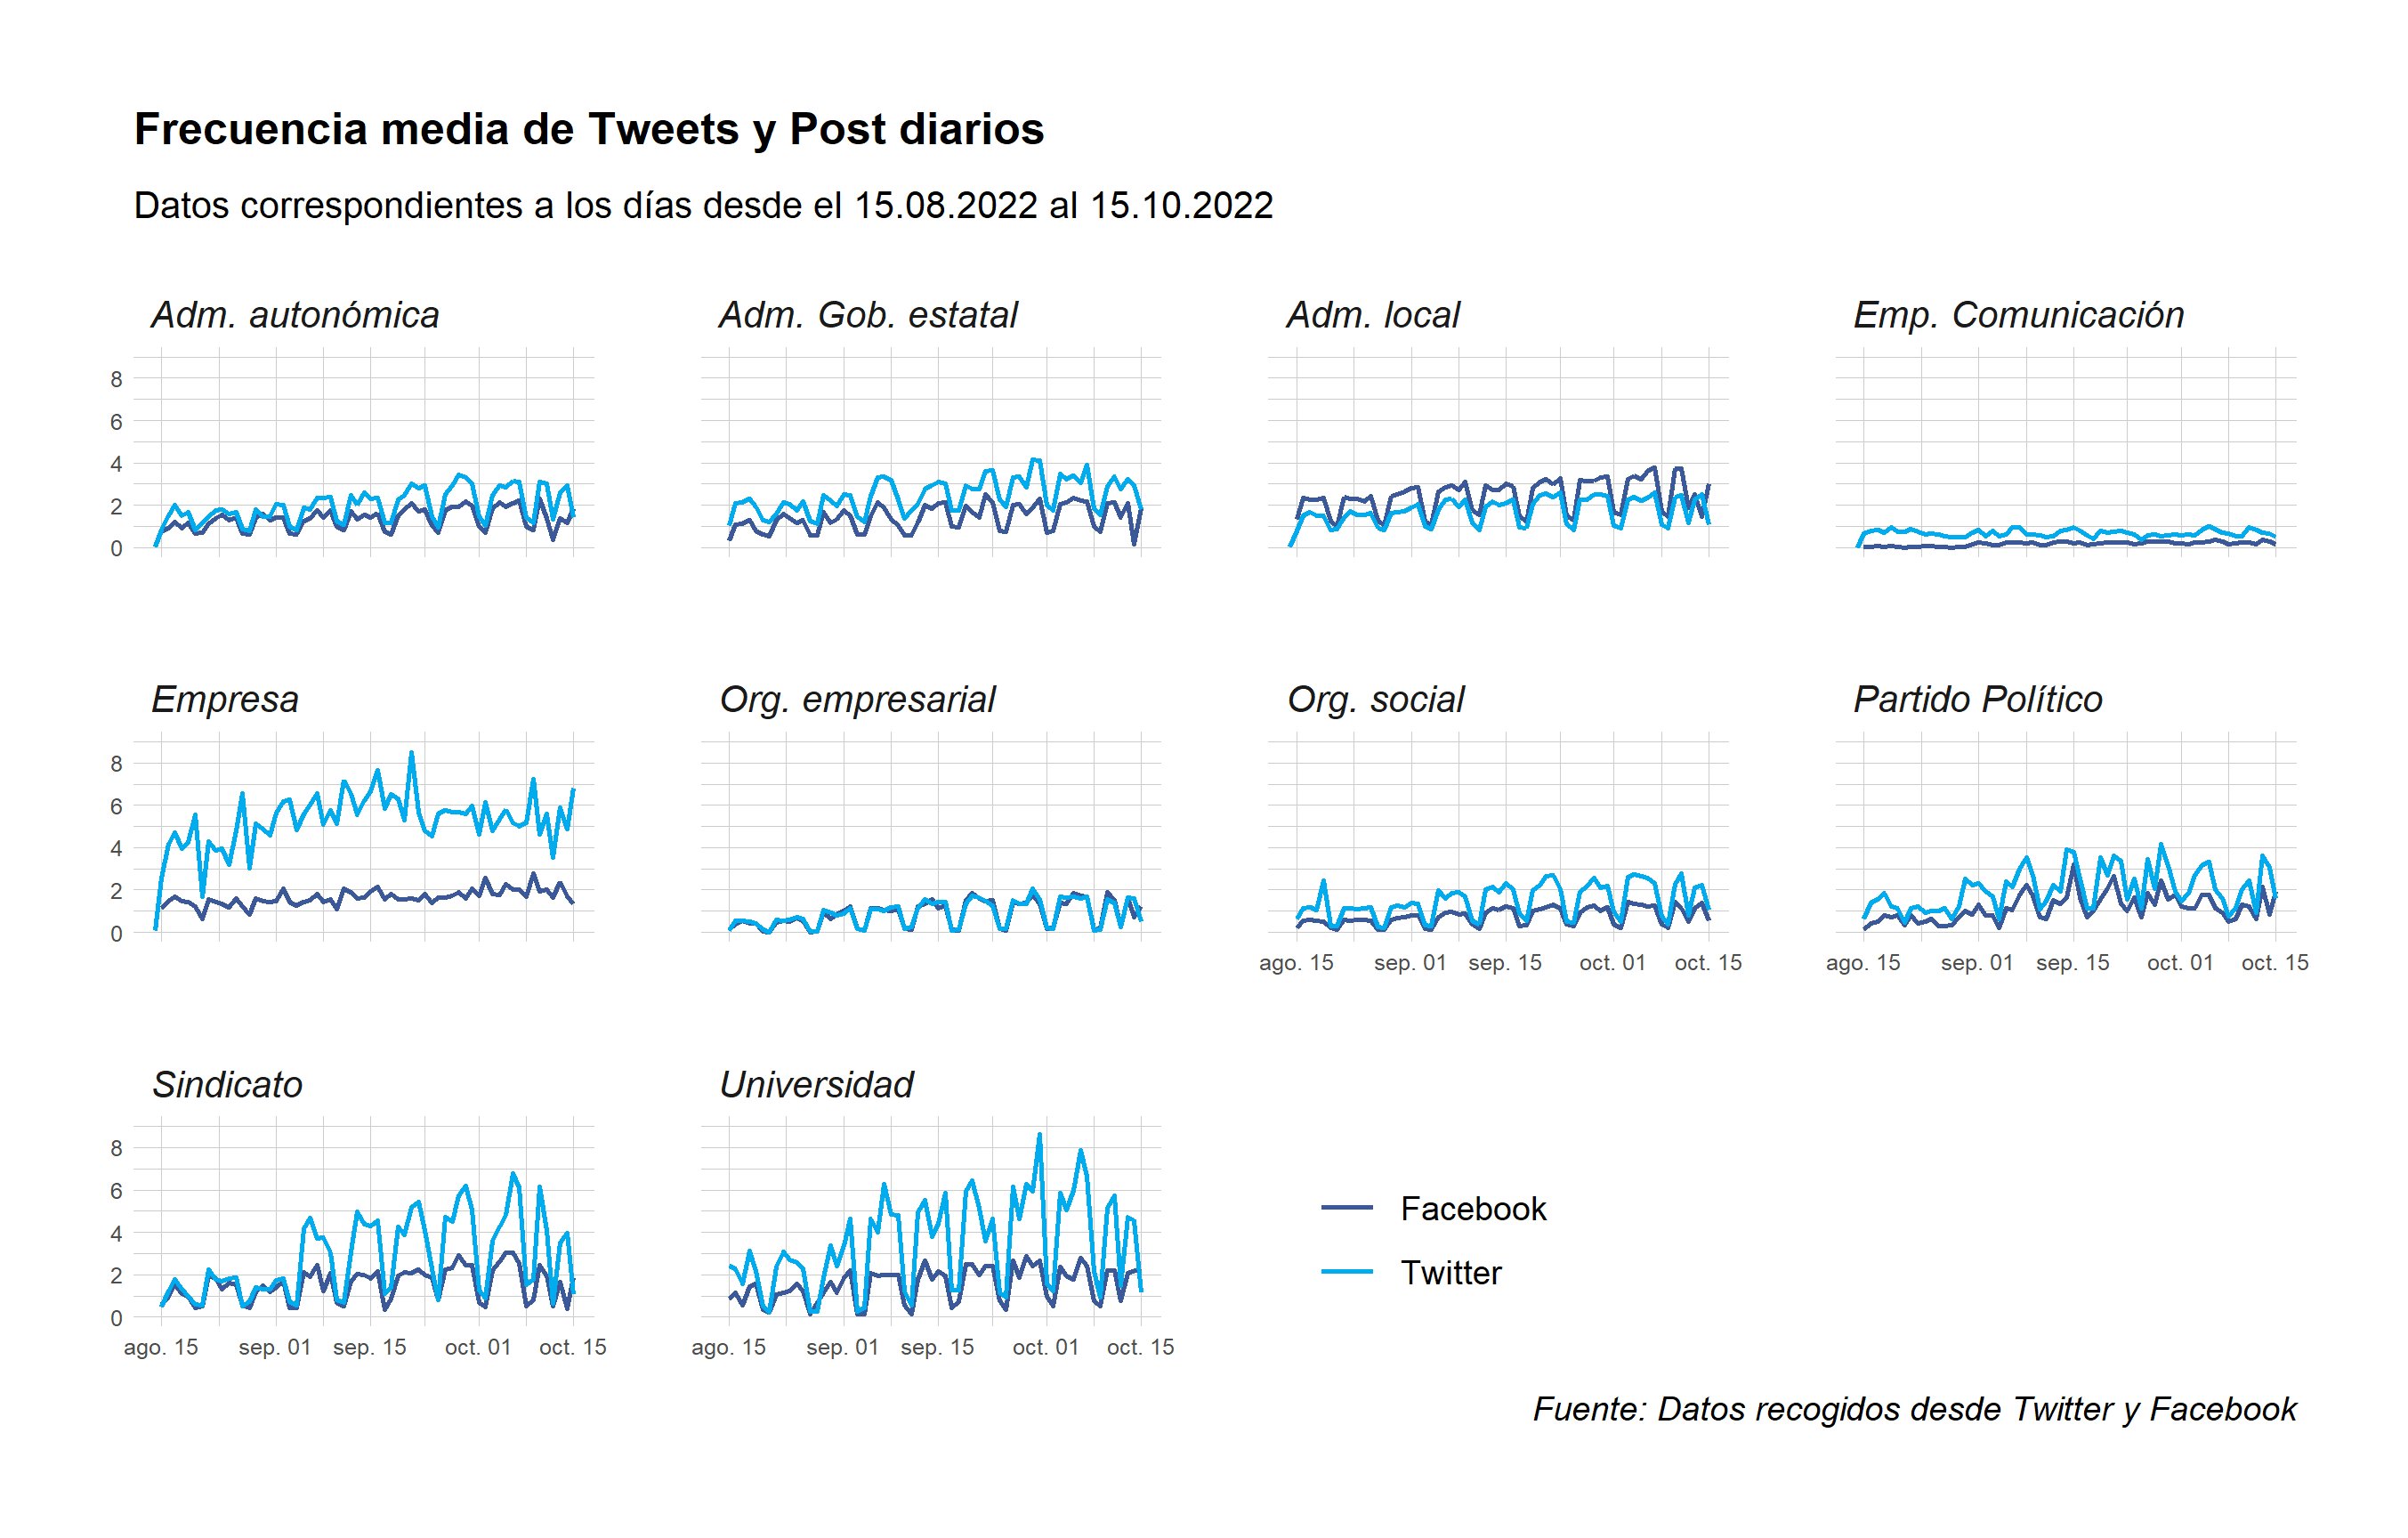 Frecuencia media de Tweets y Post diarios
Datos correspondientes a los días desde el 15.08.2022 al 15.10.2022
Adm. autonómica
Adm. Gob. estatal
Adm. local
Emp. Comunicación
8
6
4
2
0
Empresa
Org. empresarial
Org. social
Partido Político
8
6
4
2
0
ago. 15 sep. 01 sep. 15 oct. 01 oct. 15
ago. 15 sep. 01 sep. 15 oct. 01 oct. 15
Sindicato
Universidad
8
6
4
2
0
ago. 15 sep. 01 sep. 15 oct. 01 oct. 15
ago. 15 sep. 01 sep. 15 oct. 01 oct. 15
Facebook
Twitter
Fuente: Datos recogidos desde Twitter y Facebook